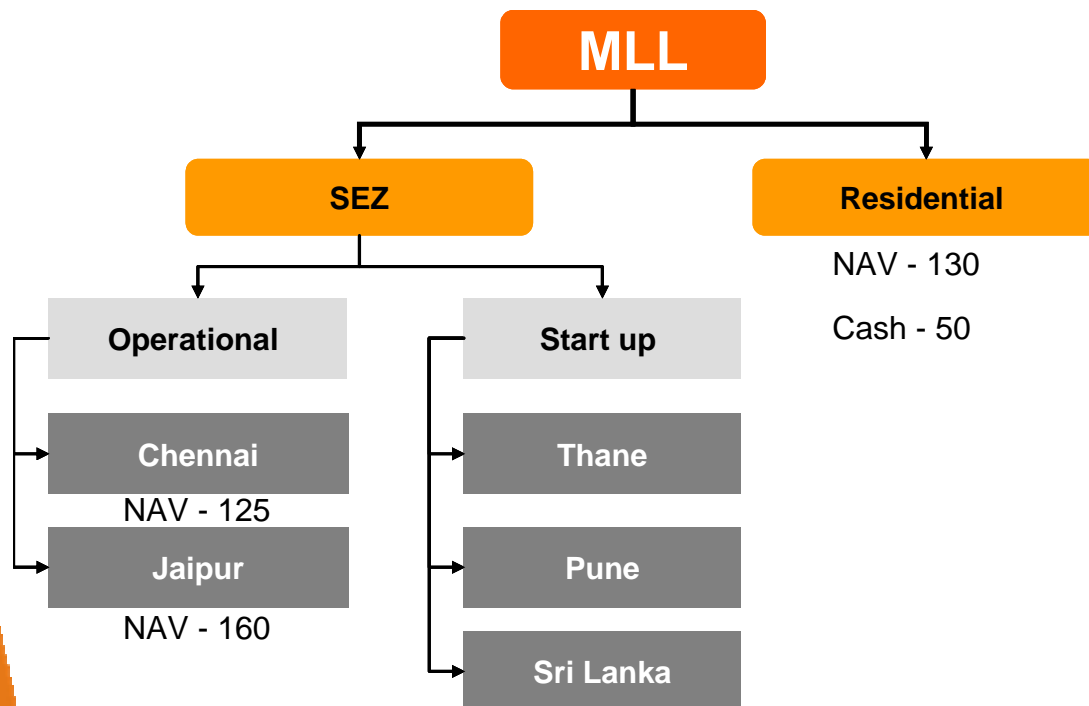 MLL
SEZ
Residential
NAV - 130
Cash - 50
Operational
Start up
Chennai
NAV - 125
Jaipur
NAV - 160
Thane
Pune
Sri Lanka